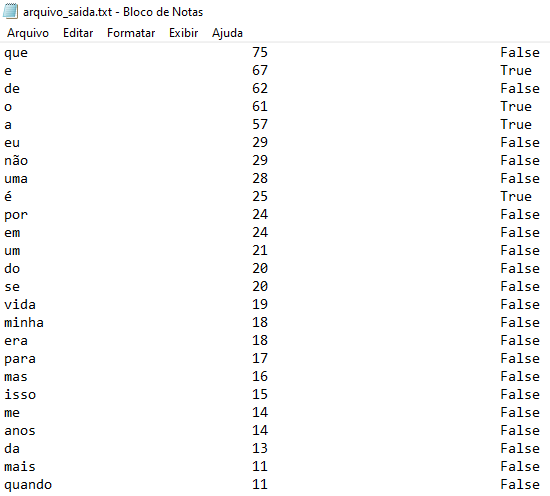 arquivo_saida.txt - Bloco de Notas
Arquivo Editar Formatar Exibir Ajuda
que 75 False
e 67 True
de 62 False
o 61 True
a 57 True
eu 29 False
não 29 False
uma 28 False
é 25 True
por 24 False
em 24 False
um 21 False
do 20 False
se 20 False
vida 19 False
minha 18 False
era 18 False
para 17 False
mas 16 False
isso 15 False
me 14 False
anos 14 False
da 13 False
mais 11 False
quando 11 False